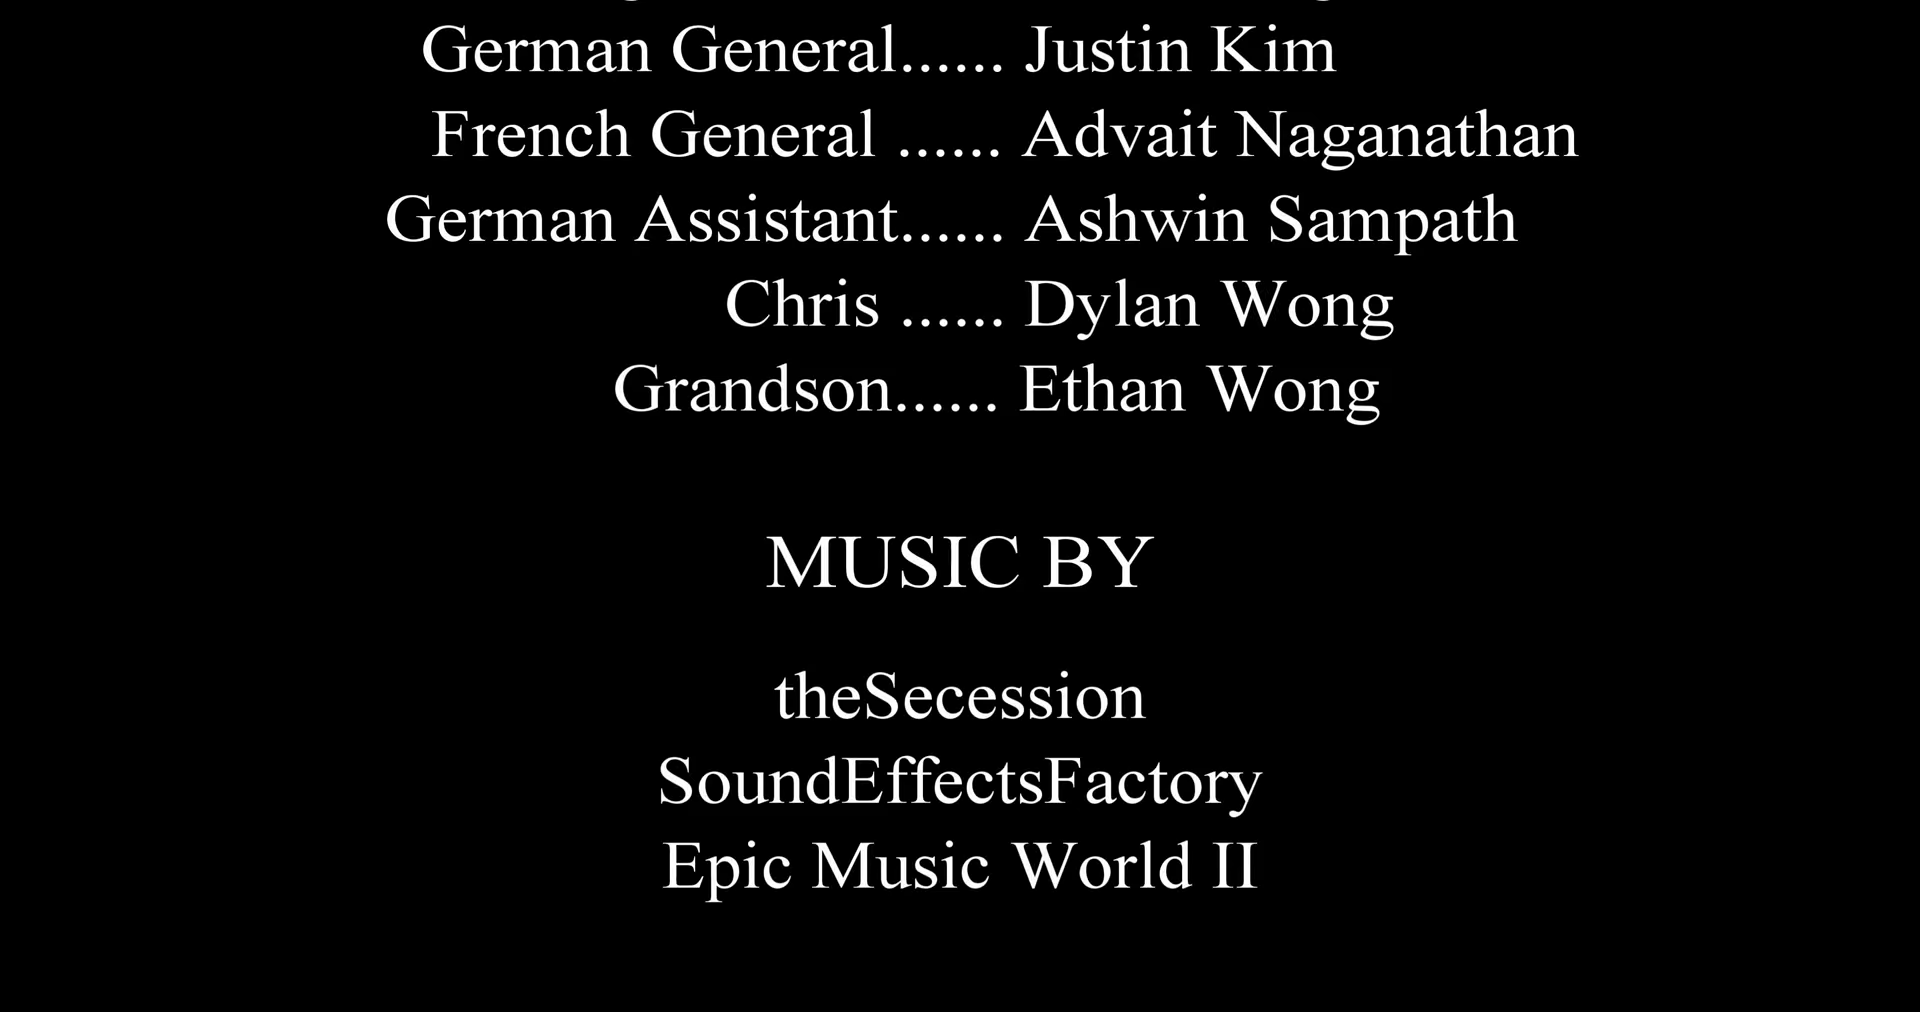 German General...... Justin Kim
French General ...... Advait Naganathan
German Assistant...... Ashwin Sampath
Chris ...... Dylan Wong
Grandson...... Ethan Wong
MUSIC BY
theSecession
SoundEffectsFactory
Epic Music World II